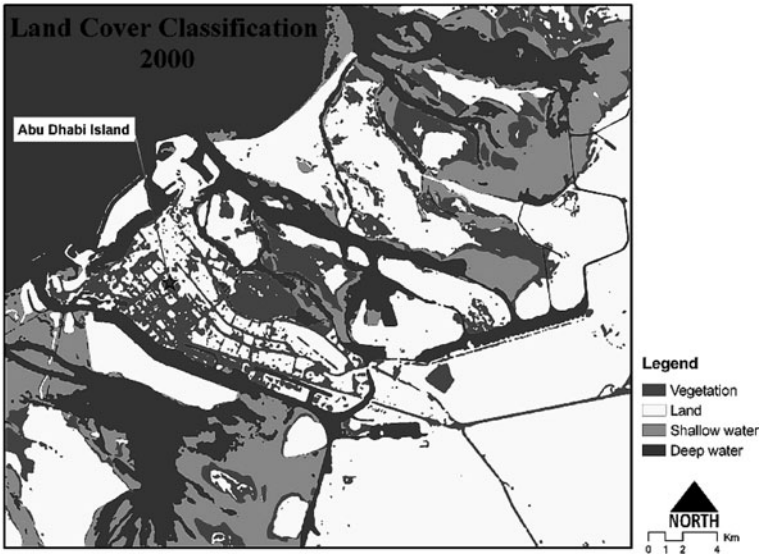 Land Cover Classification
2000
Abu Dhabi Island
Legend
Vegetation
Land
Shallow water
Deep water
NORTH
Km
0 1 2 4